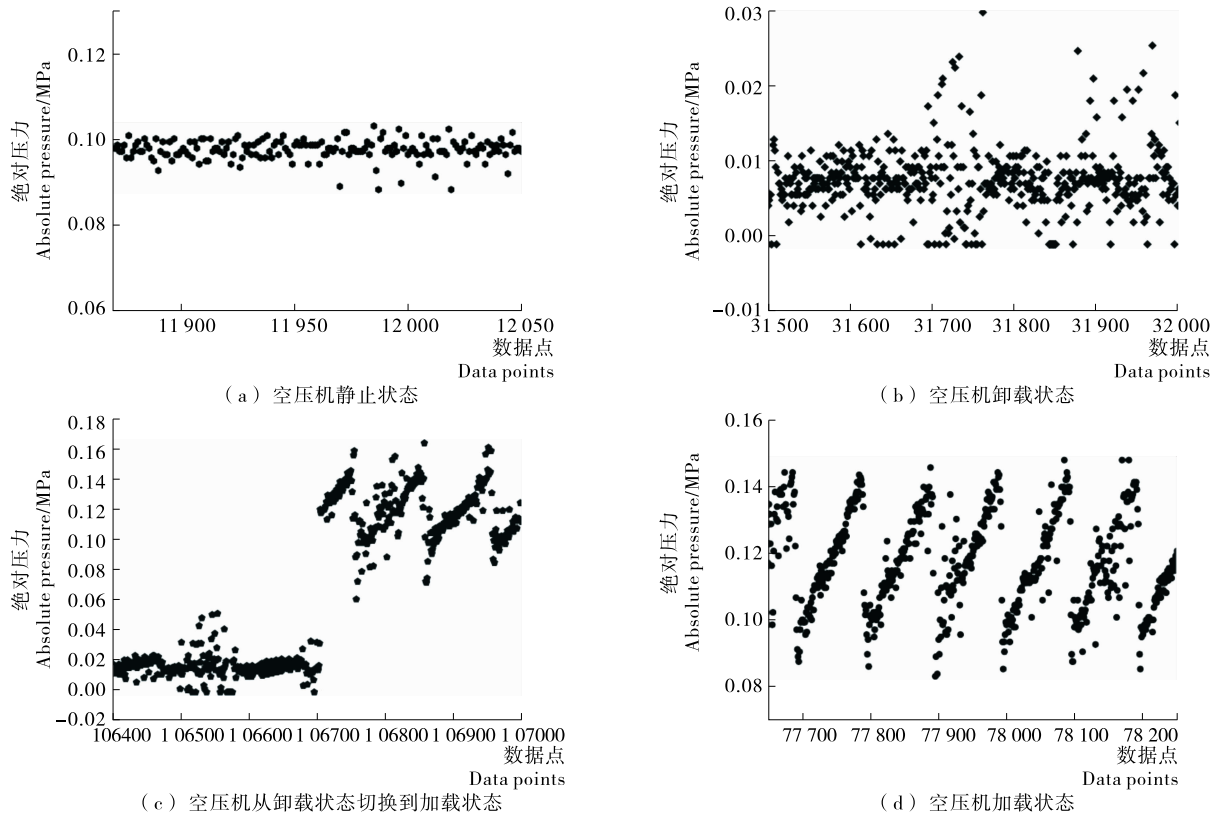 绝对压力
Absolute pressure/MPa
0.12
0.10
0.08
0.06
11 900
11 950
12 000
12 050
数据点
Data points
（a）空压机静止状态
绝对压力
Absolute pressure/MPa
0.03
0.02
0.01
0.00
−0.01
31 500
31 600
31 700
31 800
31 900
32 000
数据点
Data points
（b）空压机卸载状态
绝对压力
Absolute pressure/MPa
0.18
0.16
0.14
0.12
0.10
0.08
0.06
0.04
0.02
0.00
−0.02
106400
1 06500
1 06600
1 06700
1 06800
1 06900
1 07000
数据点
Data points
（c）空压机从卸载状态切换到加载状态
绝对压力
Absolute pressure/MPa
0.16
0.14
0.12
0.10
0.08
77 700
77 800
77 900
78 000
78 100
78 200
数据点
Data points
（d）空压机加载状态